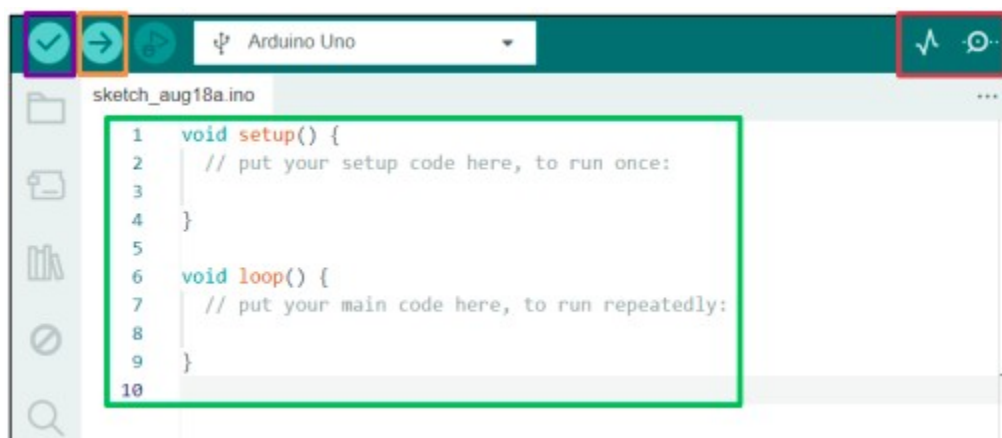 Arduino Uno
sketch_aug18a.ino
...
1 void setup() {
2 // put your setup code here, to run once:
3
4 }
5
6 void loop() {
7 // put your main code here, to run repeatedly:
8
9 }
10